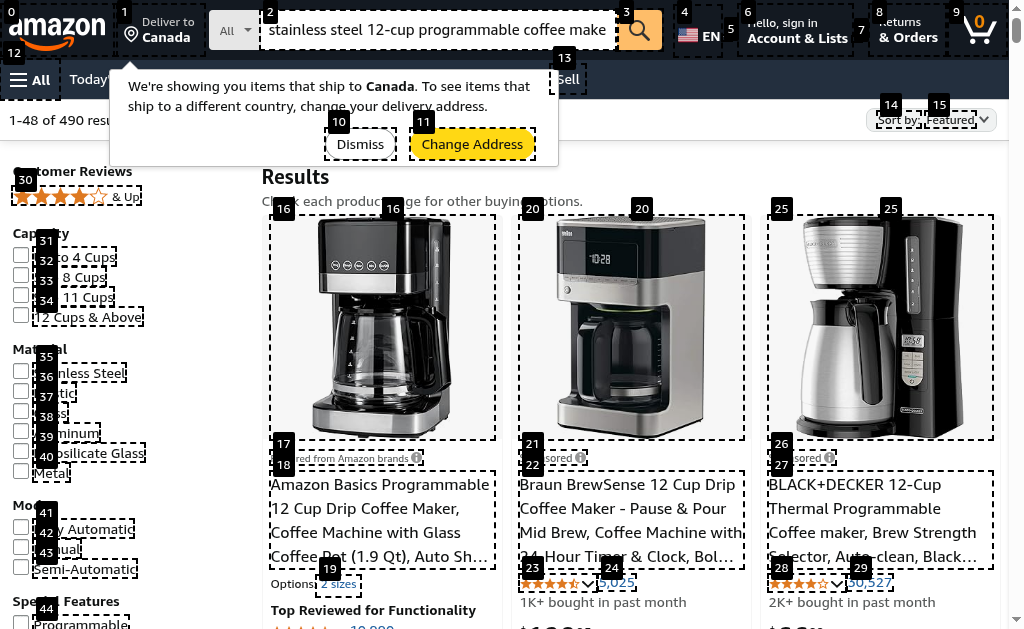 amazon
Deliver to
Canada
All
stainless steel 12-cup programmable coffee make
EN
Hello, sign in
Account & Lists
Returns
& Orders
0
All
Today'
Sell
We're showing you items that ship to Canada. To see items that
ship to a different country, change your delivery address.
Dismiss
Change Address
1-48 of 490 resu
Sort by: Featured
Customer Reviews
& Up
Capacity
to 4 Cups
8 Cups
11 Cups
12 Cups & Above
Material
Stainless Steel
Plastic
Glass
Aluminum
Borosilicate Glass
Metal
Fully Automatic
Manual
Semi-Automatic
Special Features
Programmable
Results
Check each product page for other buying options.
10:28
Sponsored from Amazon brands
Amazon Basics Programmable
12 Cup Drip Coffee Maker,
Coffee Machine with Glass
Coffee Pot (1.9 Qt), Auto Sh...
Options: 2 sizes
Top Reviewed for Functionality
Sponsored
Braun BrewSense 12 Cup Drip
Coffee Maker - Pause & Pour
Mid Brew, Coffee Machine with
24-Hour Timer & Clock, Bol...
5,025
1K+ bought in past month
Sponsored
BLACK+DECKER 12-Cup
Thermal Programmable
Coffee maker, Brew Strength
Selector, Auto-clean, Black...
30,527
2K+ bought in past month
0
1
2
3
4
5
6
7
8
9
10
11
12
13
14
15
16
16
17
18
19
20
20
21
22
23
24
25
25
26
27
28
29
30
31
32
33
34
35
36
37
38
39
40
41
42
43
44